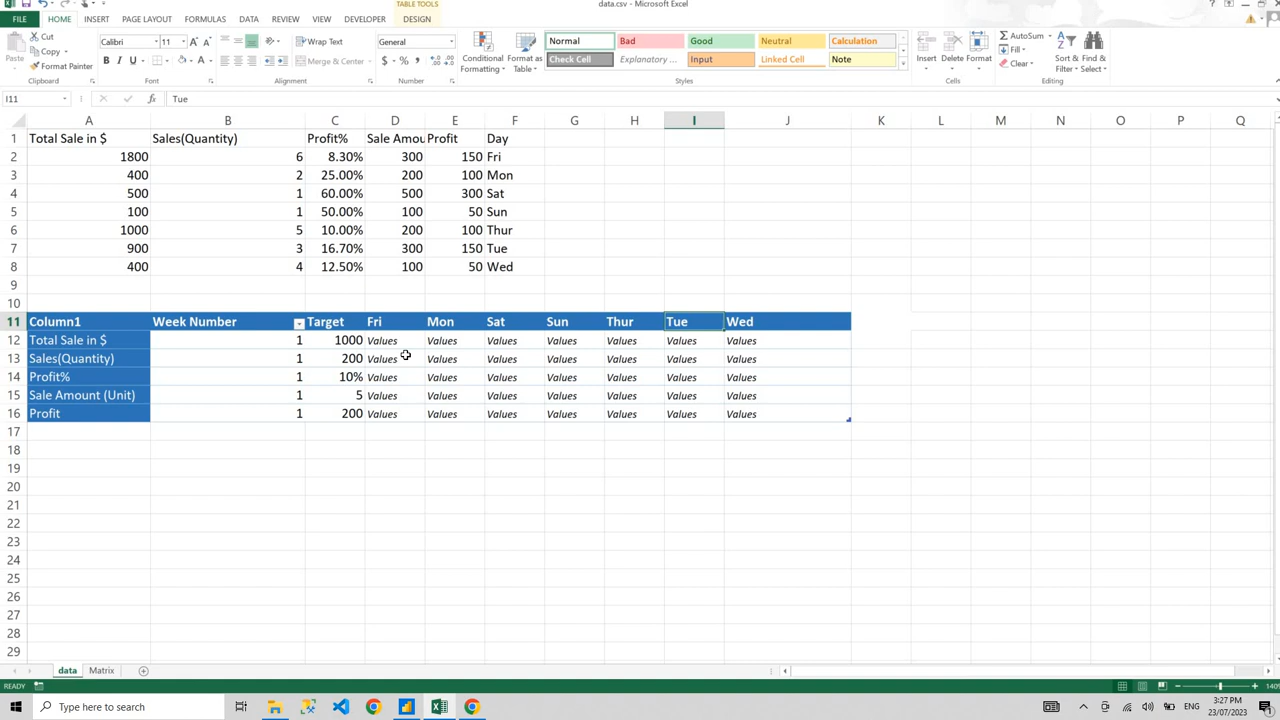 TABLE TOOLS
data.csv - Microsoft Excel
FILE HOME INSERT PAGE LAYOUT FORMULAS DATA REVIEW VIEW DEVELOPER DESIGN
Cut Calibri 11 Wrap Text General Normal Bad Good Neutral Calculation AutoSum
Copy Fill
Paste Format Painter B I U Merge & Center $ % Conditional Formatting Format as Table Check Cell Explanatory ... Input Linked Cell Note Insert Delete Format Clear Sort & Filter Find & Select
Clipboard Font Alignment Number Styles Cells Editing
I11 Tue
A B C D E F G H I J K L M N O P Q
1 Total Sale in $ Sales(Quantity) Profit% Sale Amou Profit Day
2 1800 6 8.30% 300 150 Fri
3 400 2 25.00% 200 100 Mon
4 500 1 60.00% 500 300 Sat
5 100 1 50.00% 100 50 Sun
6 1000 5 10.00% 200 100 Thur
7 900 3 16.70% 300 150 Tue
8 400 4 12.50% 100 50 Wed
9
10
11 Column1 Week Number Target Fri Mon Sat Sun Thur Tue Wed
12 Total Sale in $ 1 1000 Values Values Values Values Values Values Values
13 Sales(Quantity) 1 200 Values Values Values Values Values Values Values
14 Profit% 1 10% Values Values Values Values Values Values Values
15 Sale Amount (Unit) 1 5 Values Values Values Values Values Values Values
16 Profit 1 200 Values Values Values Values Values Values Values
17
18
19
20
21
22
23
24
25
26
27
28
29
data Matrix
READY 140%
Type here to search ENG 3:27 PM
23/07/2023